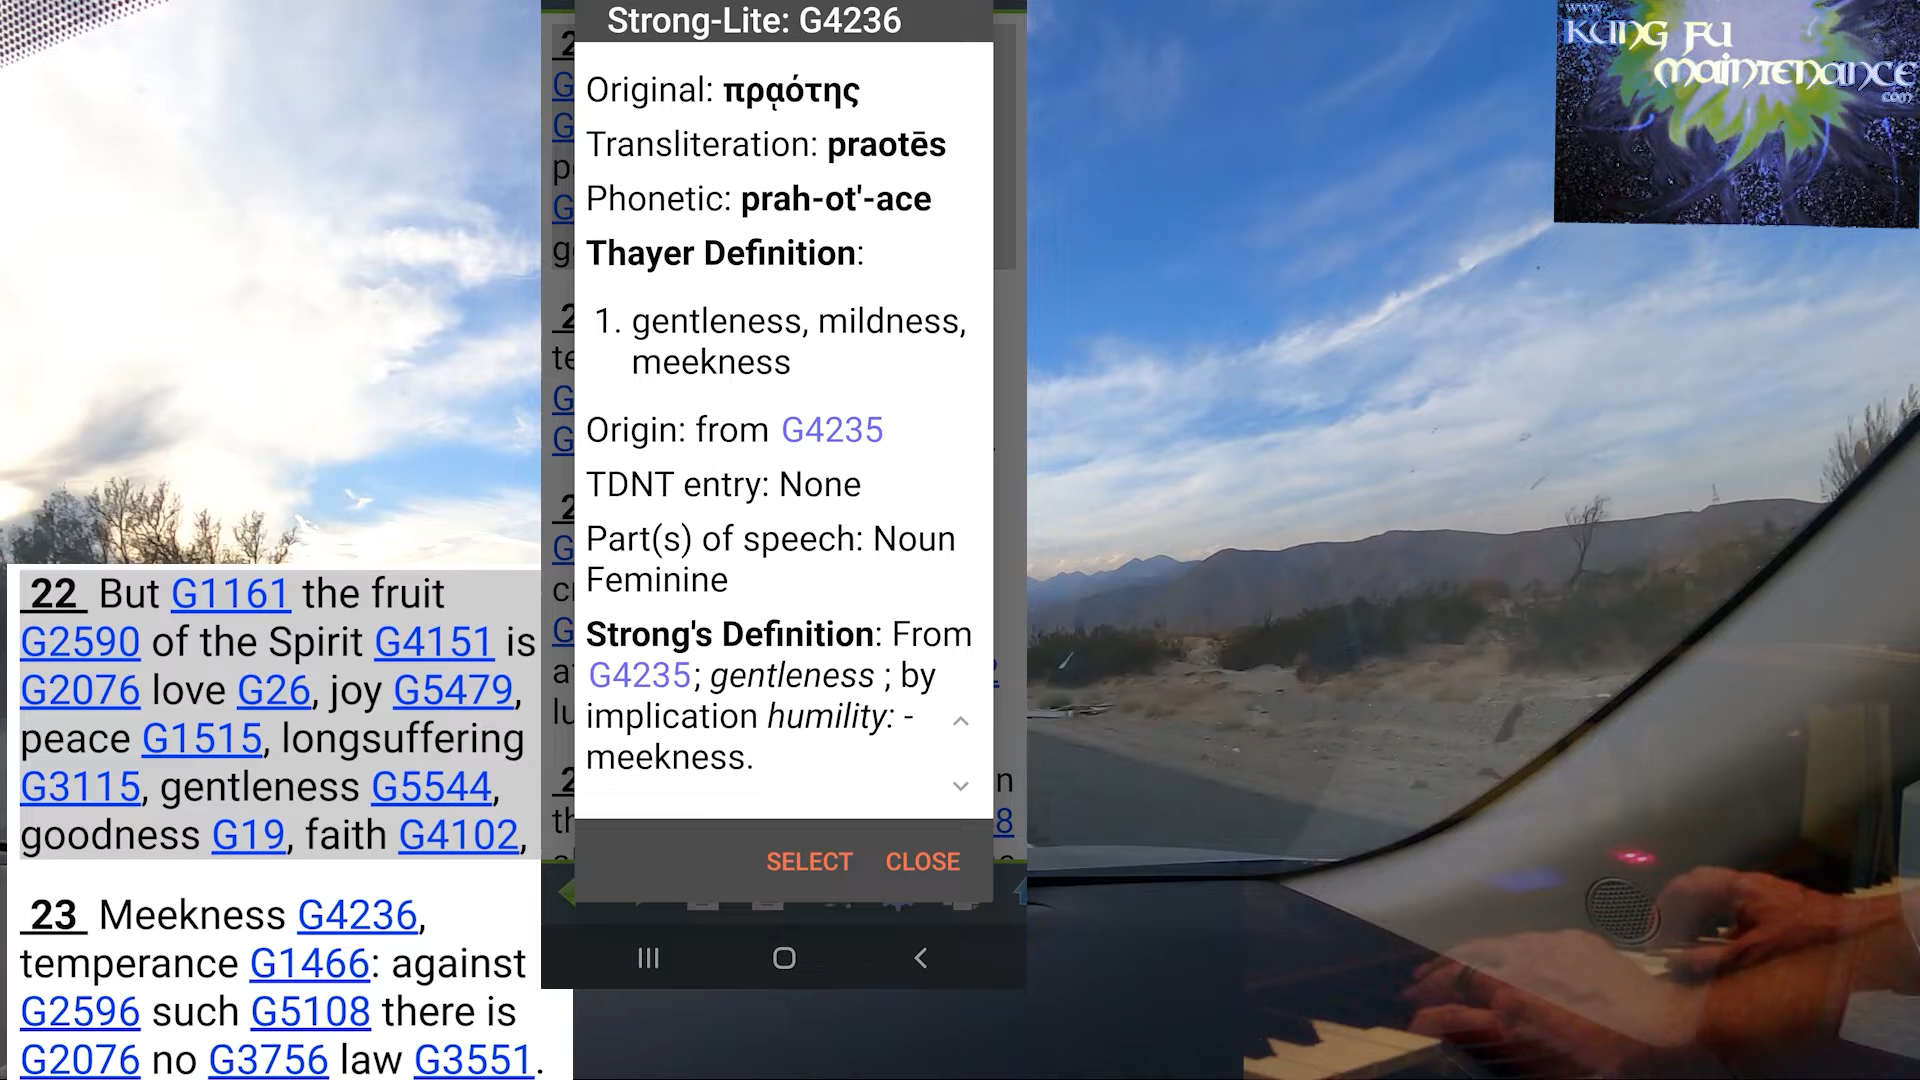 22 But G1161 the fruit
G2590 of the Spirit G4151 is
G2076 love G26, joy G5479,
peace G1515, longsuffering
G3115, gentleness G5544,
goodness G19, faith G4102,
23 Meekness G4236,
temperance G1466: against
G2596 such G5108 there is
G2076 no G3756 law G3551.
Strong-Lite: G4236
Original: πρᾳότης
Transliteration: praotēs
Phonetic: prah-ot'-ace
Thayer Definition:
1. gentleness, mildness,
meekness
Origin: from G4235
TDNT entry: None
Part(s) of speech: Noun
Feminine
Strong's Definition: From
G4235; gentleness ; by
implication humility: -
meekness.
SELECT CLOSE
www.
KUNG FU
MAINTENANCE
.com